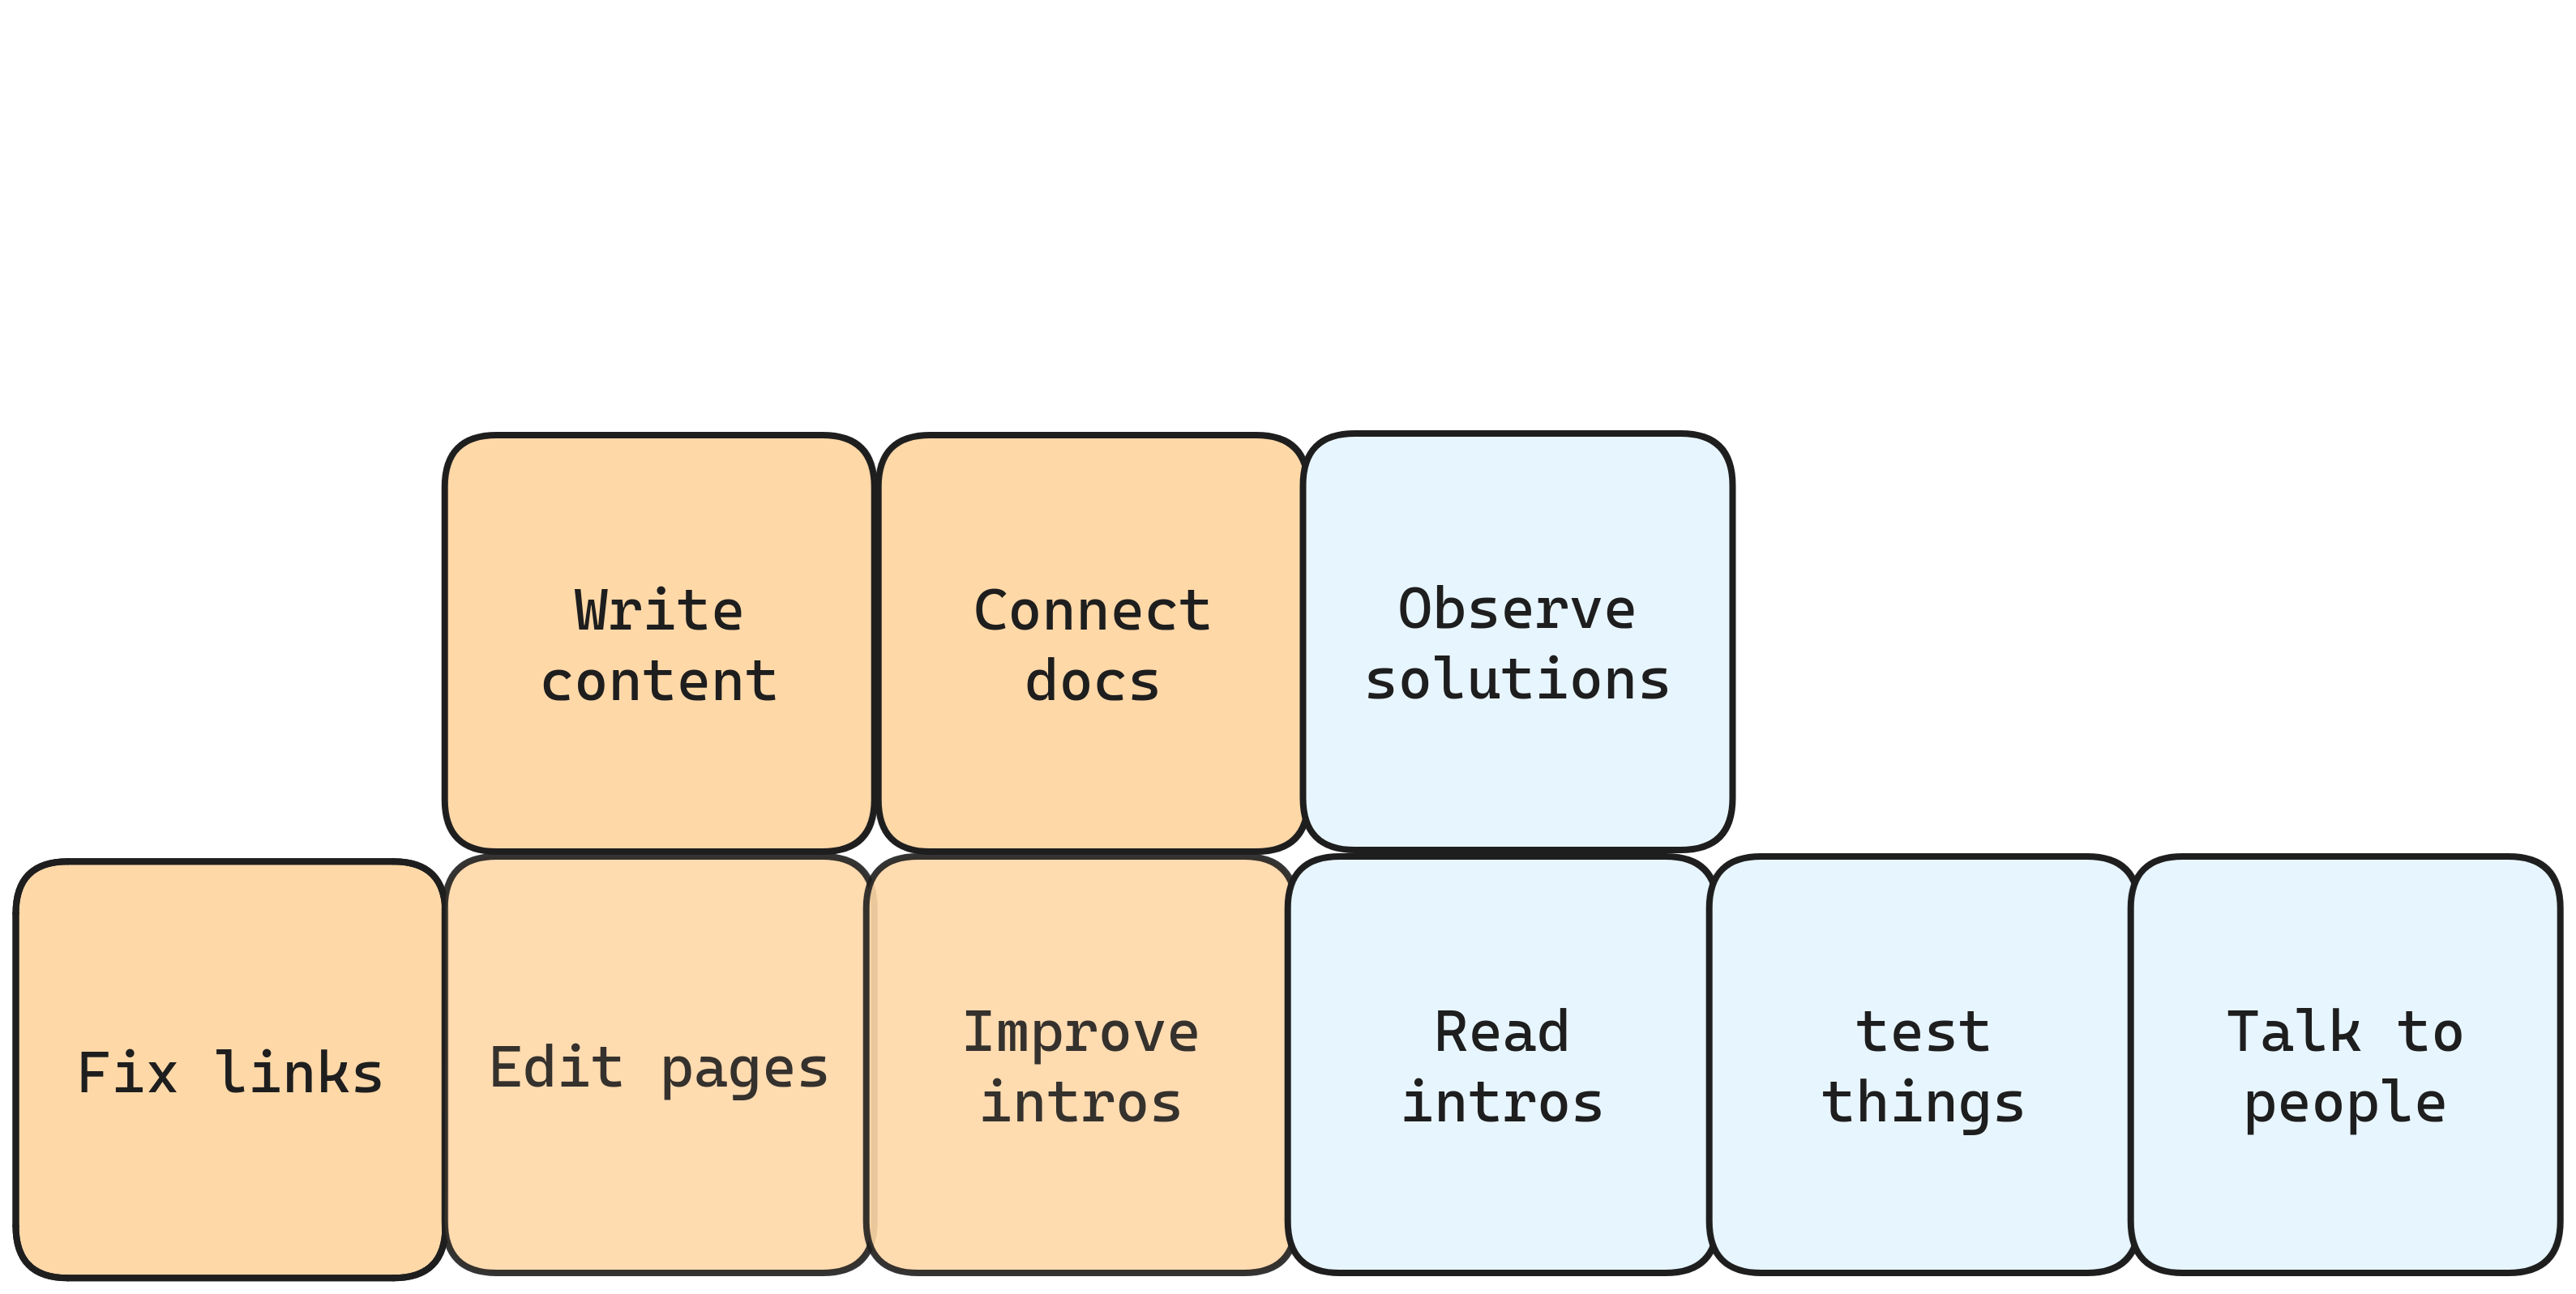 Write
content
Connect
docs
Observe
solutions
Fix links
Edit pages
Improve
intros
Read
intros
test
things
Talk to
people